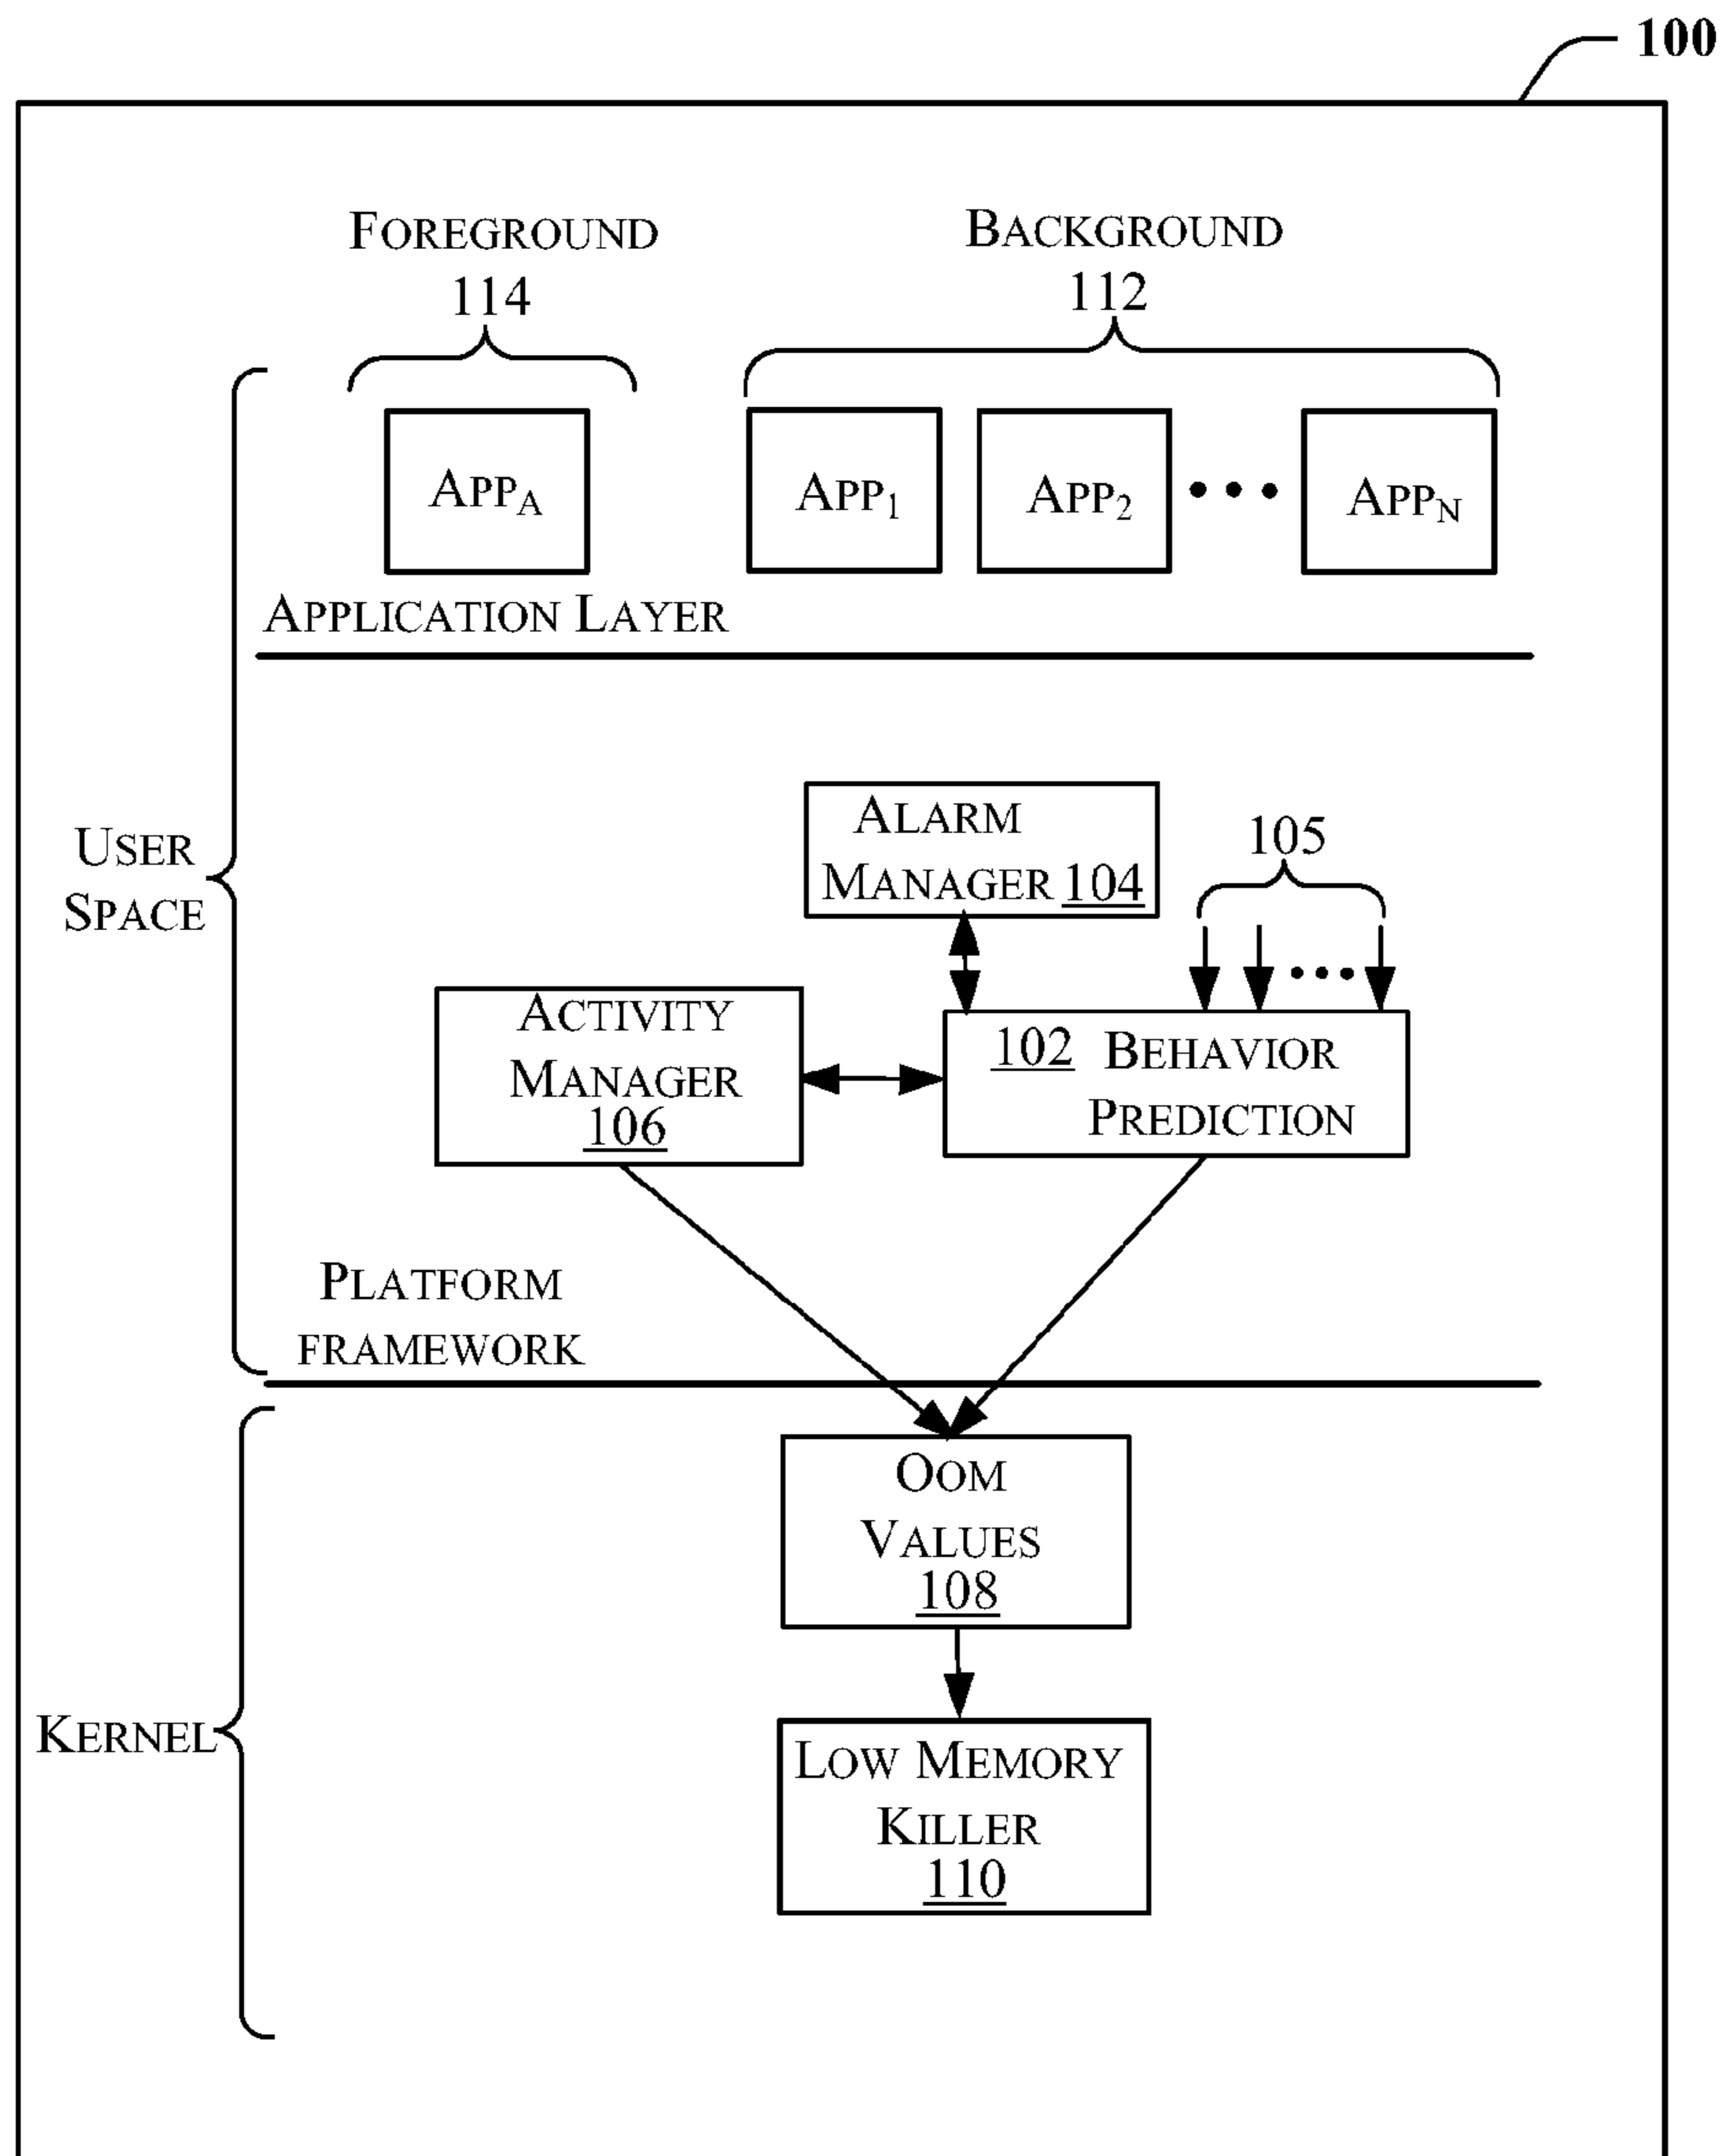 100
FOREGROUND
114
BACKGROUND
112
APPA
APP1
APP2
APPN
APPLICATION LAYER
USER
SPACE
ALARM
MANAGER 104
105
ACTIVITY
MANAGER
106
102 BEHAVIOR
PREDICTION
PLATFORM
FRAMEWORK
OOM
VALUES
108
KERNEL
LOW MEMORY
KILLER
110